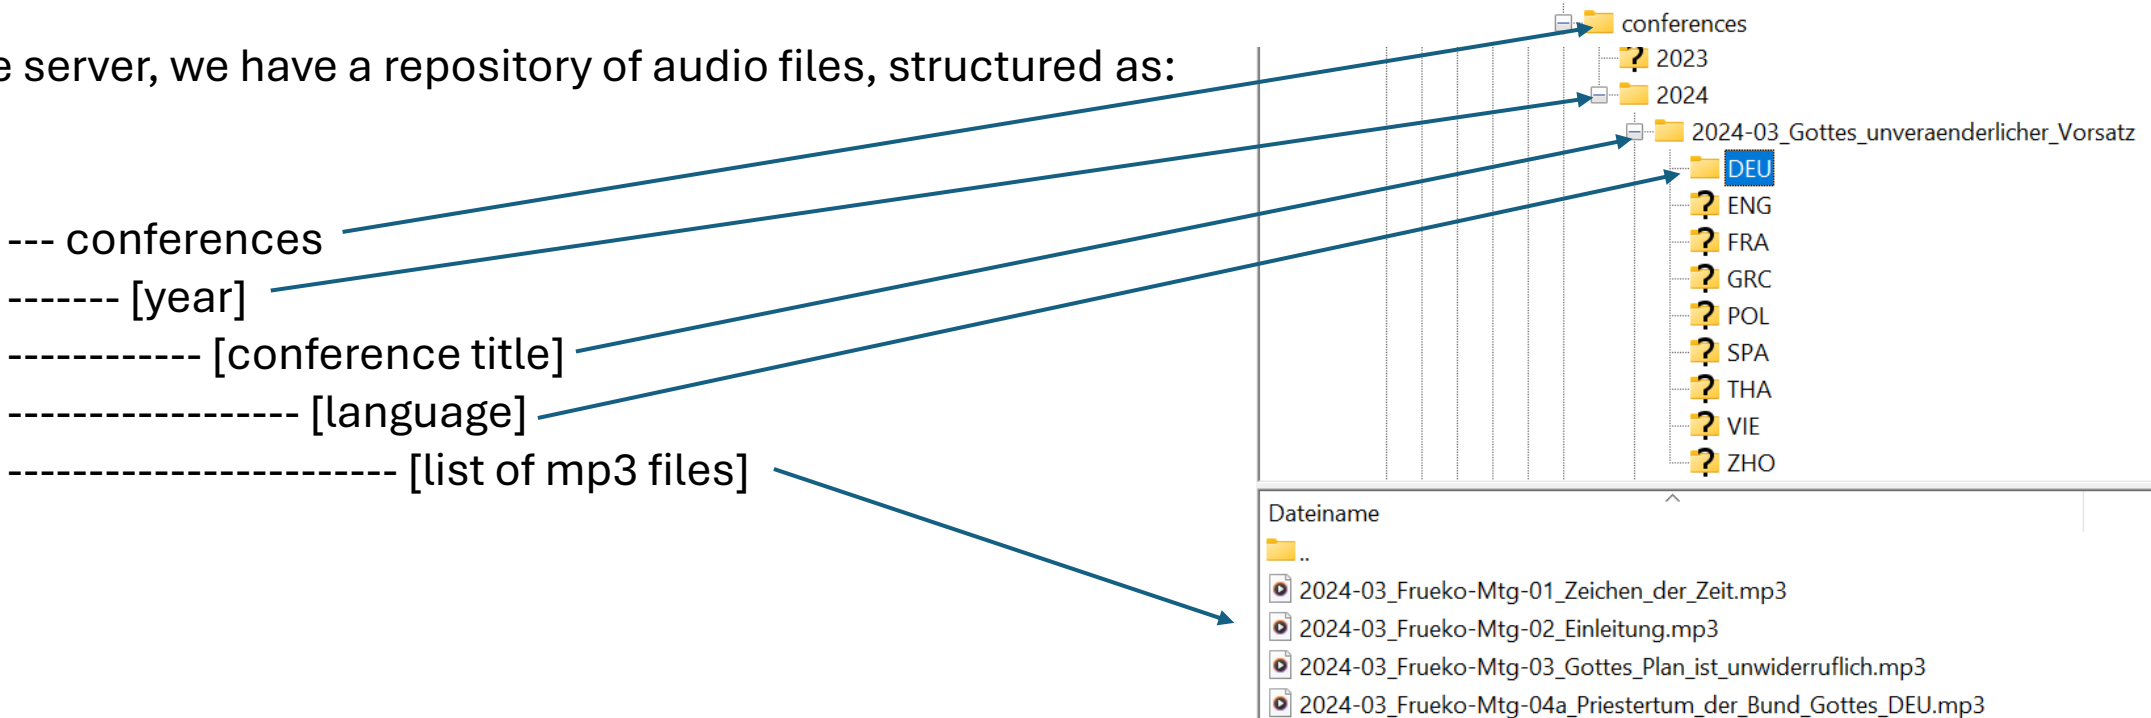 e server, we have a repository of audio files, structured as:
--- conferences
------- [year]
------------ [conference title]
------------------ [language]
------------------------ [list of mp3 files]
conferences
2023
2024
2024-03_Gottes_unveraenderlicher_Vorsatz
DEU
ENG
FRA
GRC
POL
SPA
THA
VIE
ZHO
Dateiname
..
2024-03_Frueko-Mtg-01_Zeichen_der_Zeit.mp3
2024-03_Frueko-Mtg-02_Einleitung.mp3
2024-03_Frueko-Mtg-03_Gottes_Plan_ist_unwiderruflich.mp3
2024-03_Frueko-Mtg-04a_Priestertum_der_Bund_Gottes_DEU.mp3